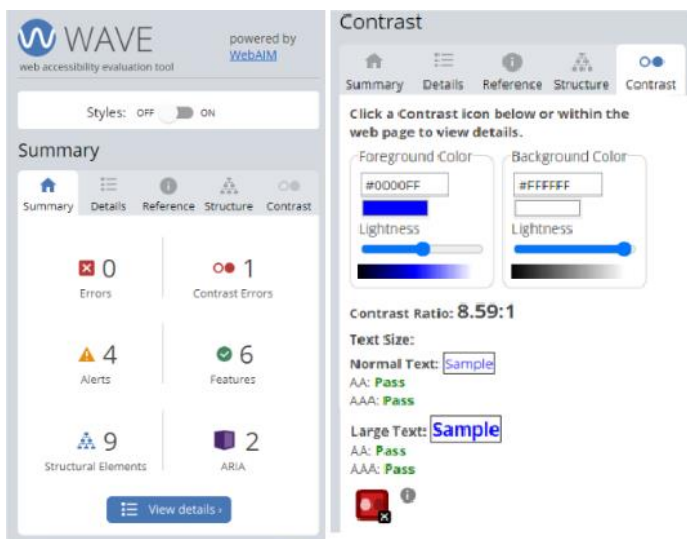 WAVE
powered by
WebAIM
web accessibility evaluation tool
Styles: OFF ON
Summary
Summary Details Reference Structure Contrast
0
Errors
1
Contrast Errors
4
Alerts
6
Features
9
Structural Elements
2
ARIA
View details ›
Contrast
Summary Details Reference Structure Contrast
Click a Contrast icon below or within the
web page to view details.
Foreground Color
#0000FF
Lightness
Background Color
#FFFFFF
Lightness
Contrast Ratio: 8.59:1
Text Size:
Normal Text: Sample
AA: Pass
AAA: Pass
Large Text: Sample
AA: Pass
AAA: Pass